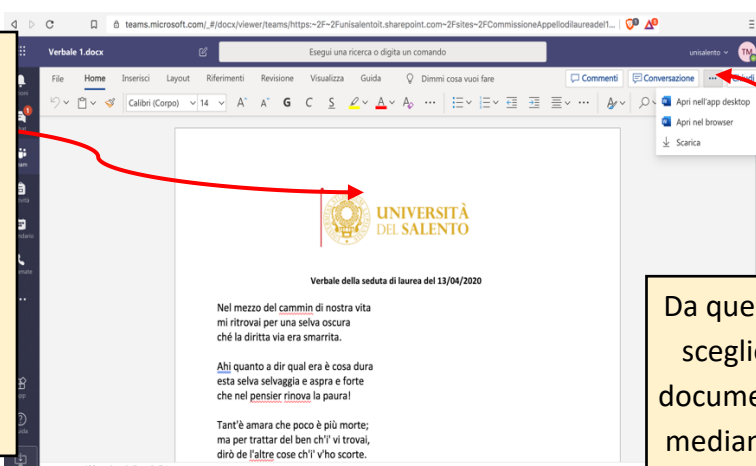 teams.microsoft.com/_#/docx/viewer/teams/https:~2F~2Funisalentoit.sharepoint.com~2Fsites~2FCommissioneAppellodilaureadel1...
Verbale 1.docx
Esegui una ricerca o digita un comando
unisalento
TM
File Home Inserisci Layout Riferimenti Revisione Visualizza Guida Dimmi cosa vuoi fare Commenti Conversazione ...
Calibri (Corpo) 14 A A G C S A A
Apri nell'app desktop
Apri nel browser
Scarica
UNIVERSITÀ
DEL SALENTO
Verbale della seduta di laurea del 13/04/2020
Nel mezzo del cammin di nostra vita
mi ritrovai per una selva oscura
ché la diritta via era smarrita.
Ahi quanto a dir qual era è cosa dura
esta selva selvaggia e aspra e forte
che nel pensier rinova la paura!
Tant'è amara che poco è più morte;
ma per trattar del ben ch'i' vi trovai,
dirò de l'altre cose ch'i' v'ho scorte.
Da que
scegli
docume
median